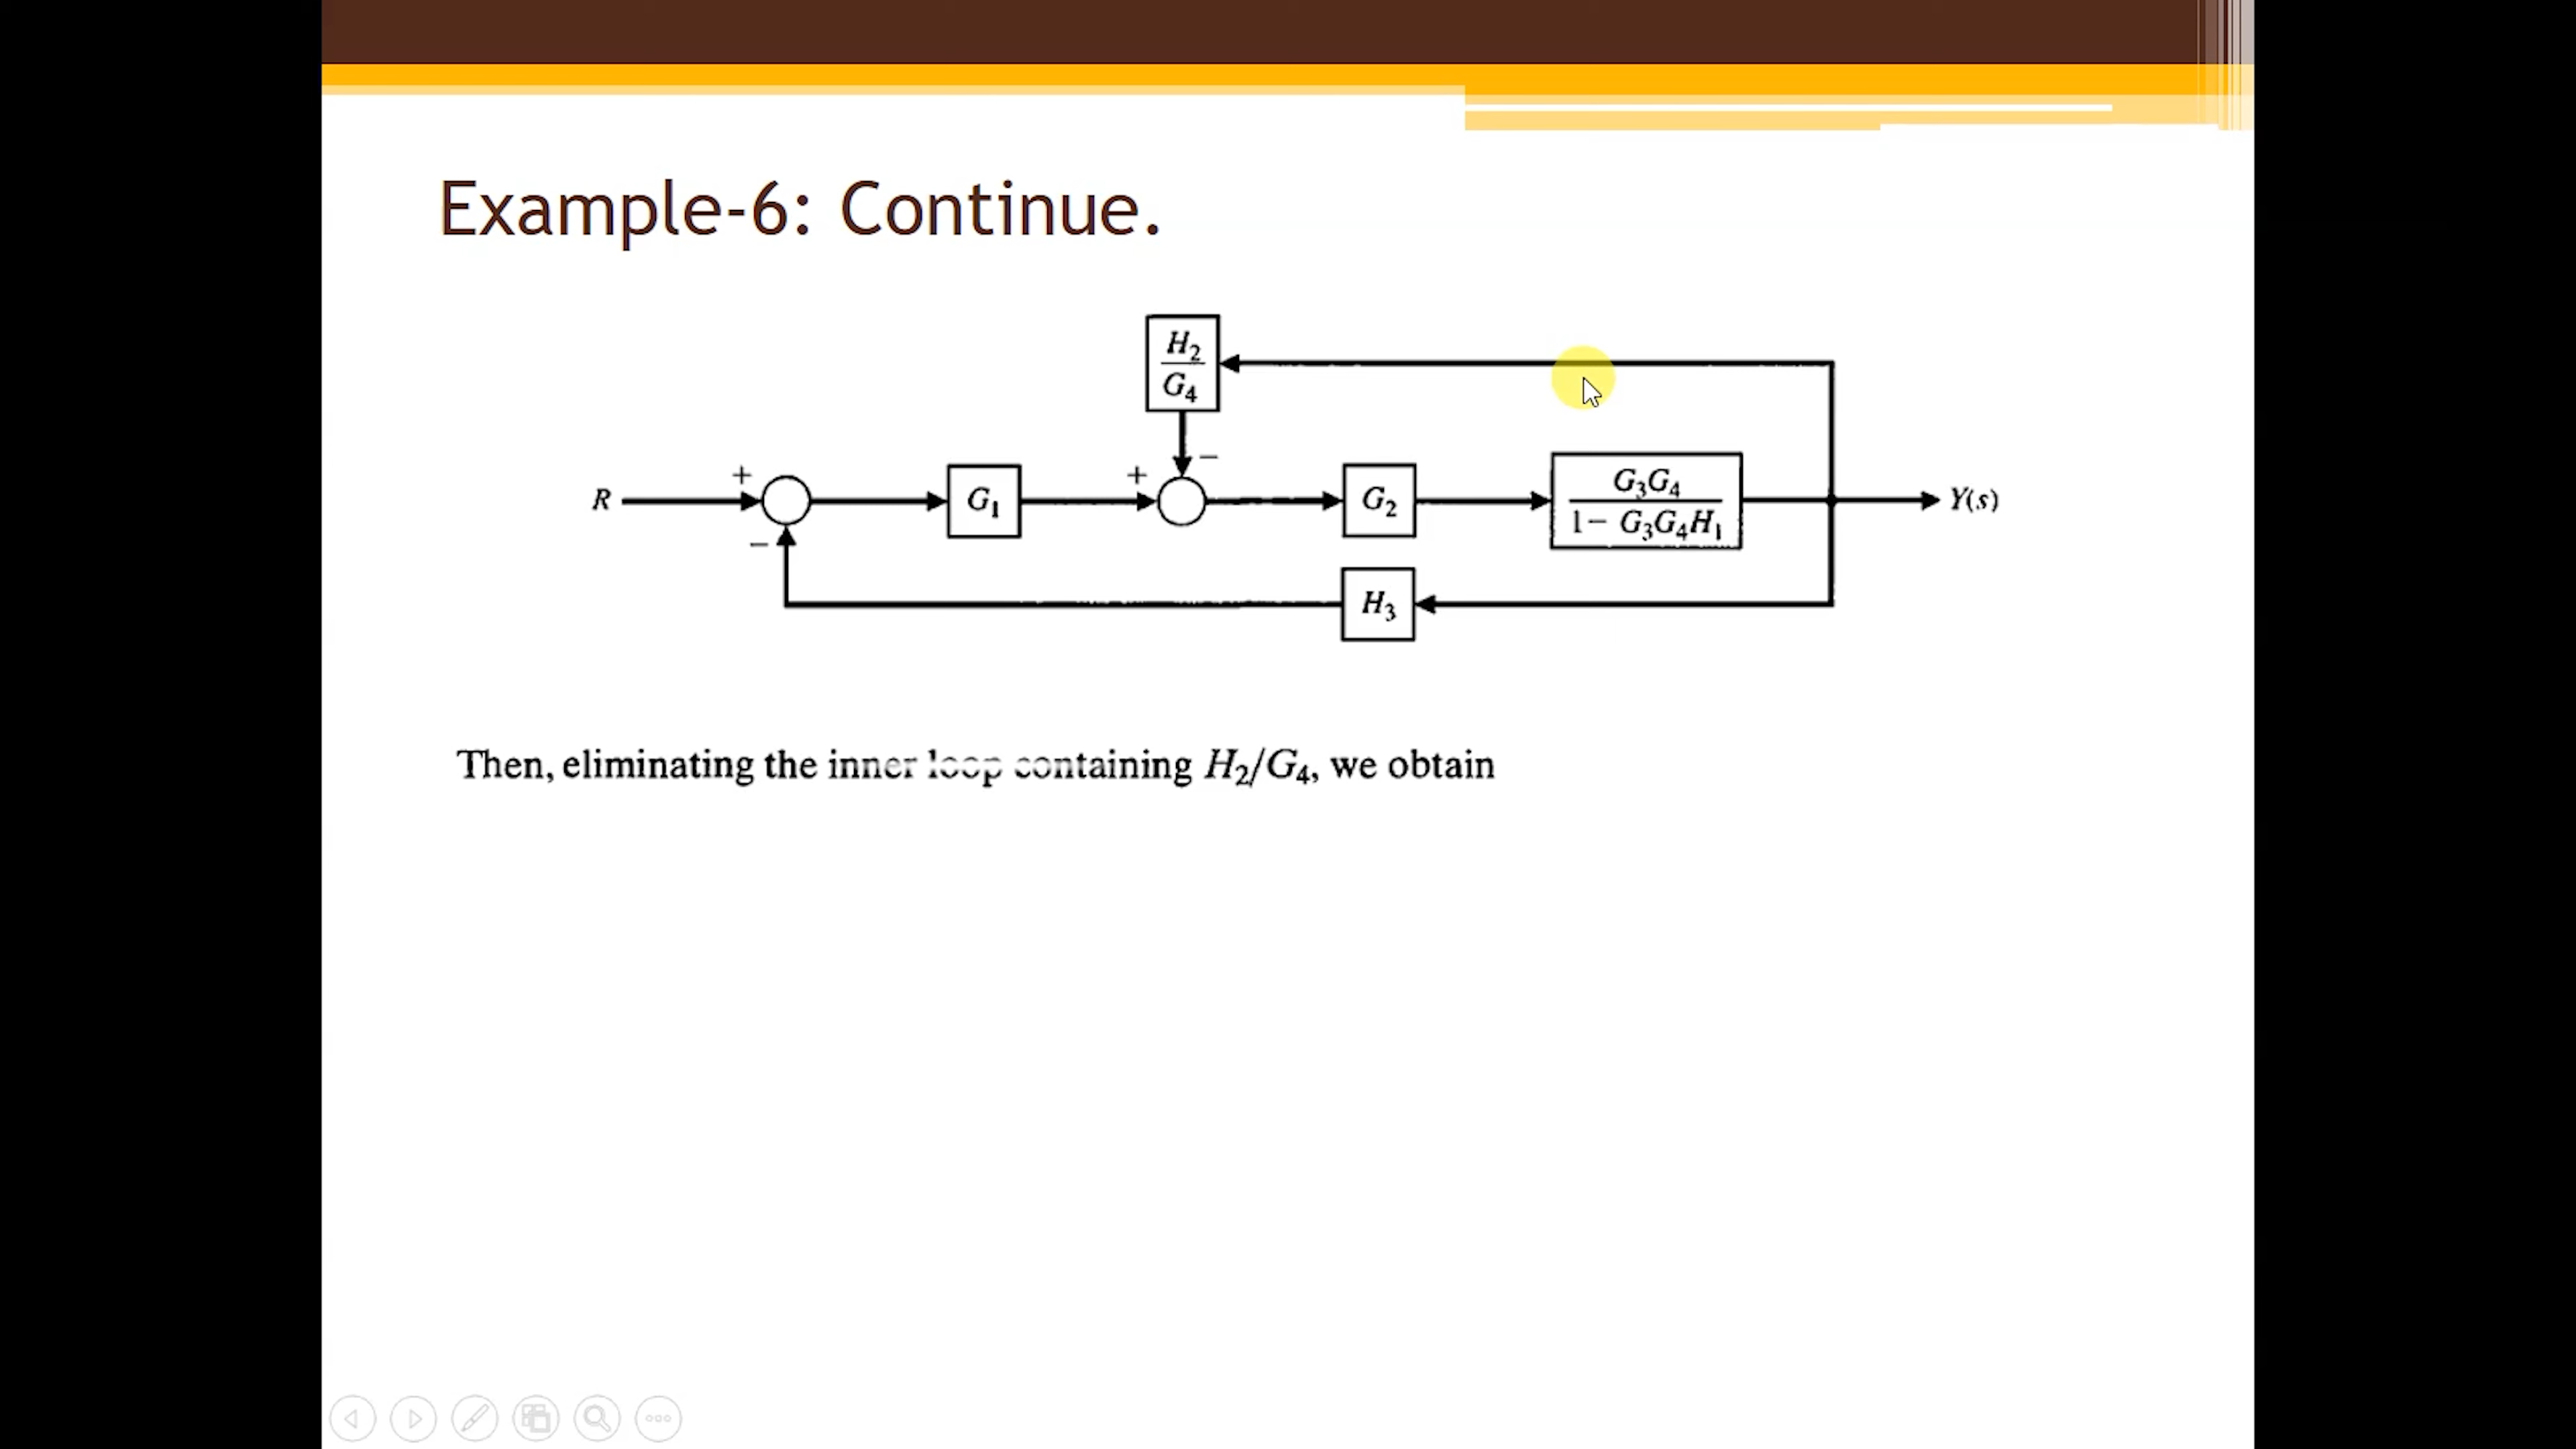 Example-6: Continue.
H₂
G₄
R
+
−
G₁
+
−
G₂
G₃G₄
1− G₃G₄H₁
Y(s)
H₃
Then, eliminating the inner loop containing H₂/G₄, we obtain